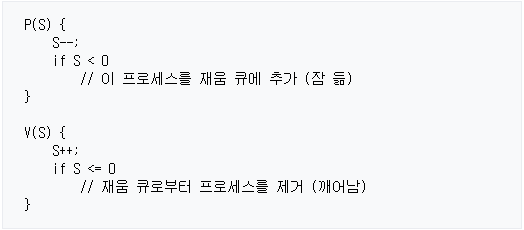 P(S) {
    S--;
    if S < 0
        // 이 프로세스를 재움 큐에 추가 (잠 듦)
}

V(S) {
    S++;
    if S <= 0
        // 재움 큐로부터 프로세스를 제거 (깨어남)
}